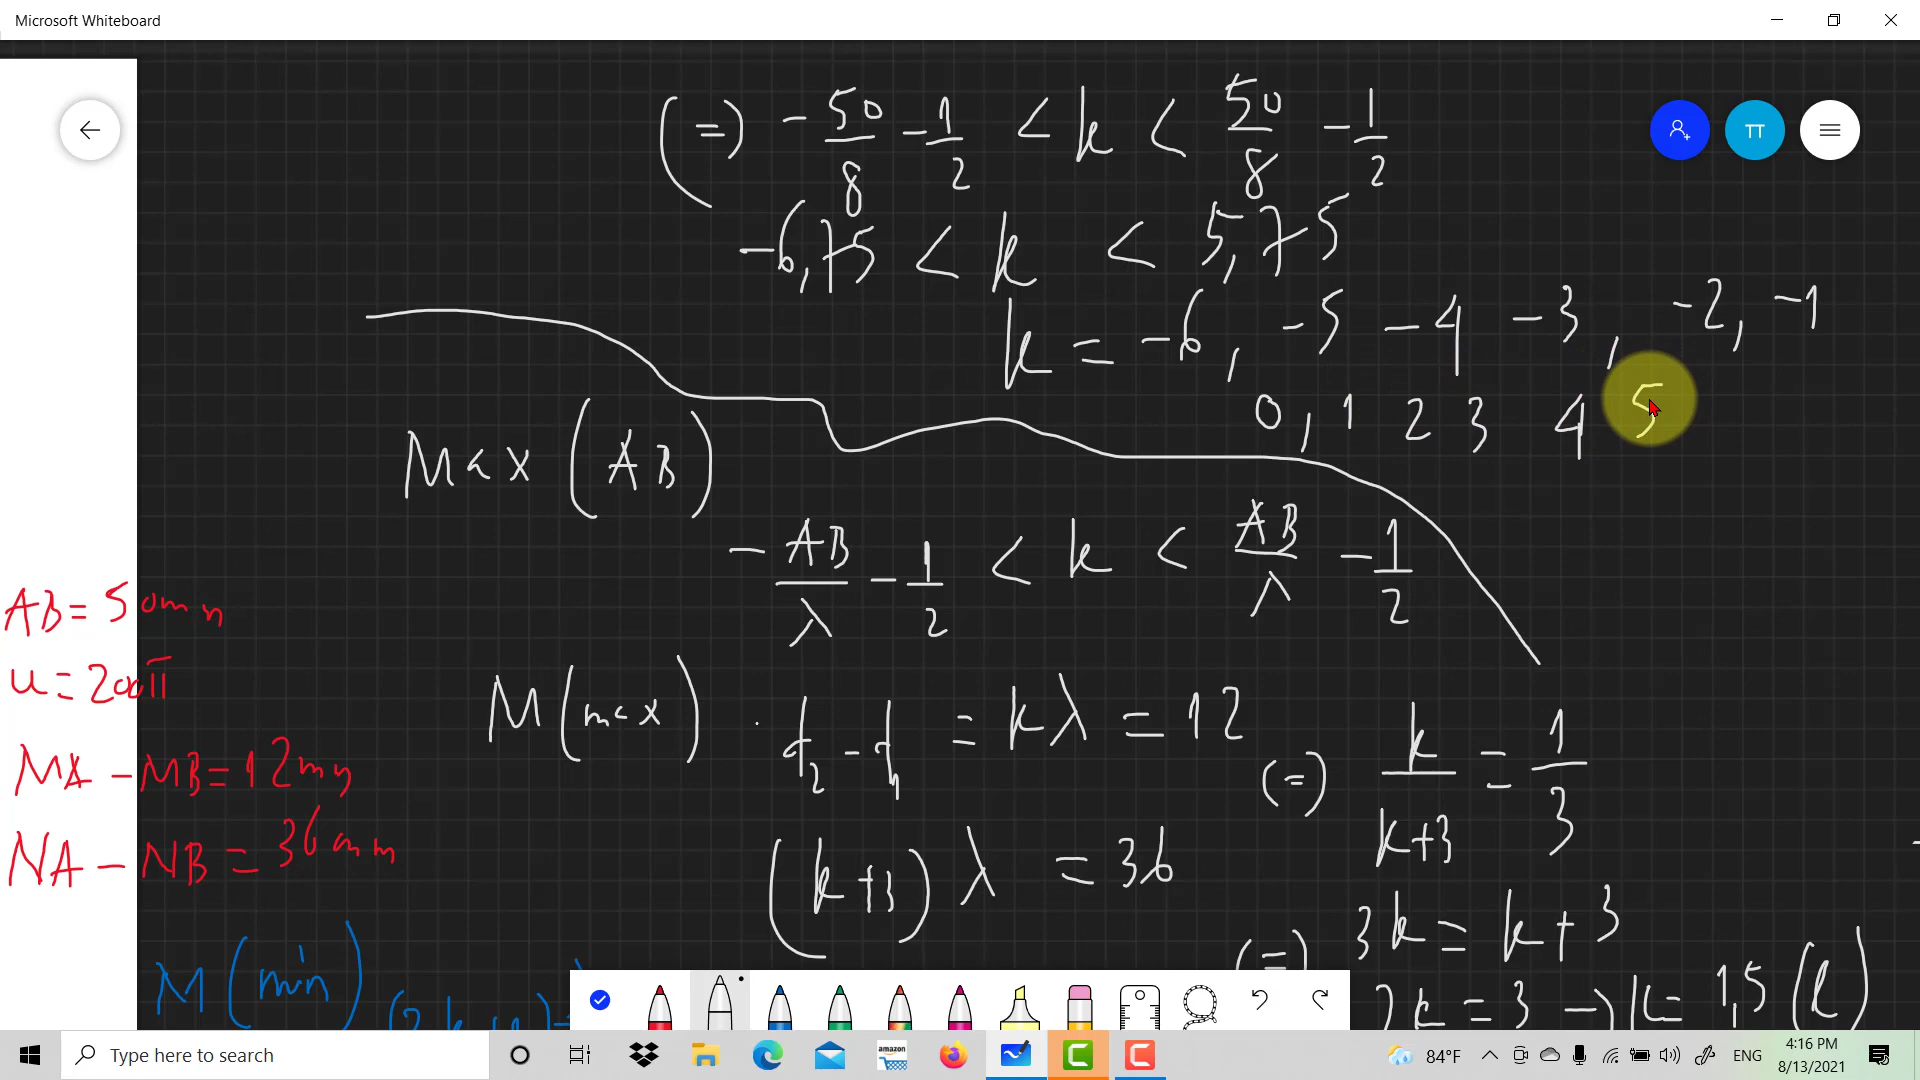 Microsoft Whiteboard
TT
(=) -50/8 - 1/2 < k < 50/8 - 1/2
-6,75 < k < 5,75
k = -6, -5 -4 -3, -2, -1
0, 1 2 3 4 5
Max (AB)
-AB/λ - 1/2 < k < AB/λ - 1/2
AB = 50mm
u = 200π
MA - MB = 12mm
NA - NB = 36mm
M (max) . d2 - d1 = kλ = 12
(k+3) λ = 36
(=) k/k+3 = 1/3
(=) 3k = k+3
2k = 3 → k = 1,5 (l)
M (min)
Type here to search
amazon
84°F
ENG
4:16 PM
8/13/2021